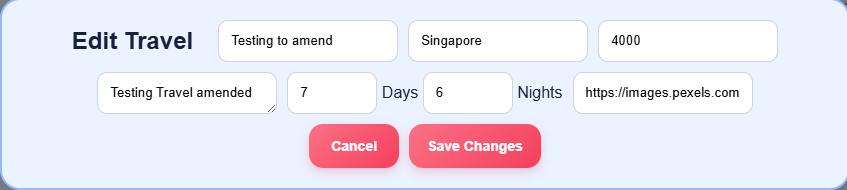 Edit Travel Testing to amend Singapore 4000
Testing Travel amended 7 Days 6 Nights https://images.pexels.com
Cancel Save Changes